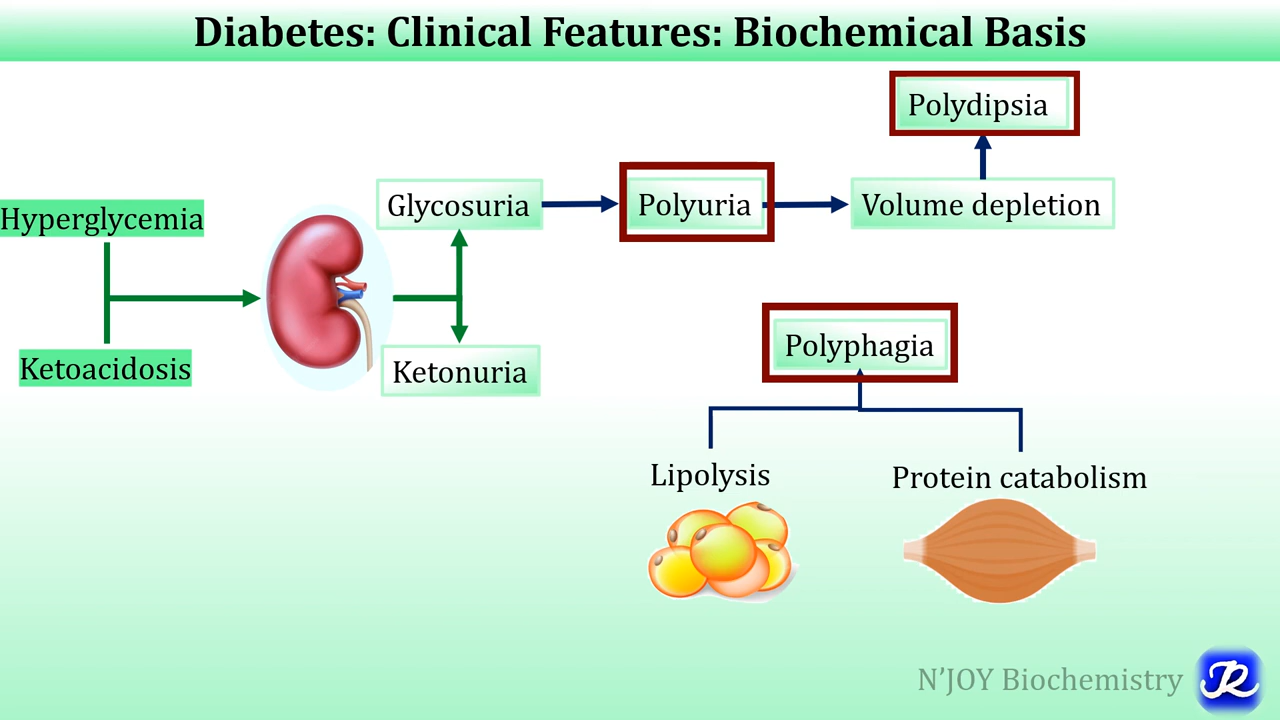 Diabetes: Clinical Features: Biochemical Basis
Polydipsia
Hyperglycemia
Glycosuria
Polyuria
Volume depletion
Ketoacidosis
Ketonuria
Polyphagia
Lipolysis
Protein catabolism
N’JOY Biochemistry